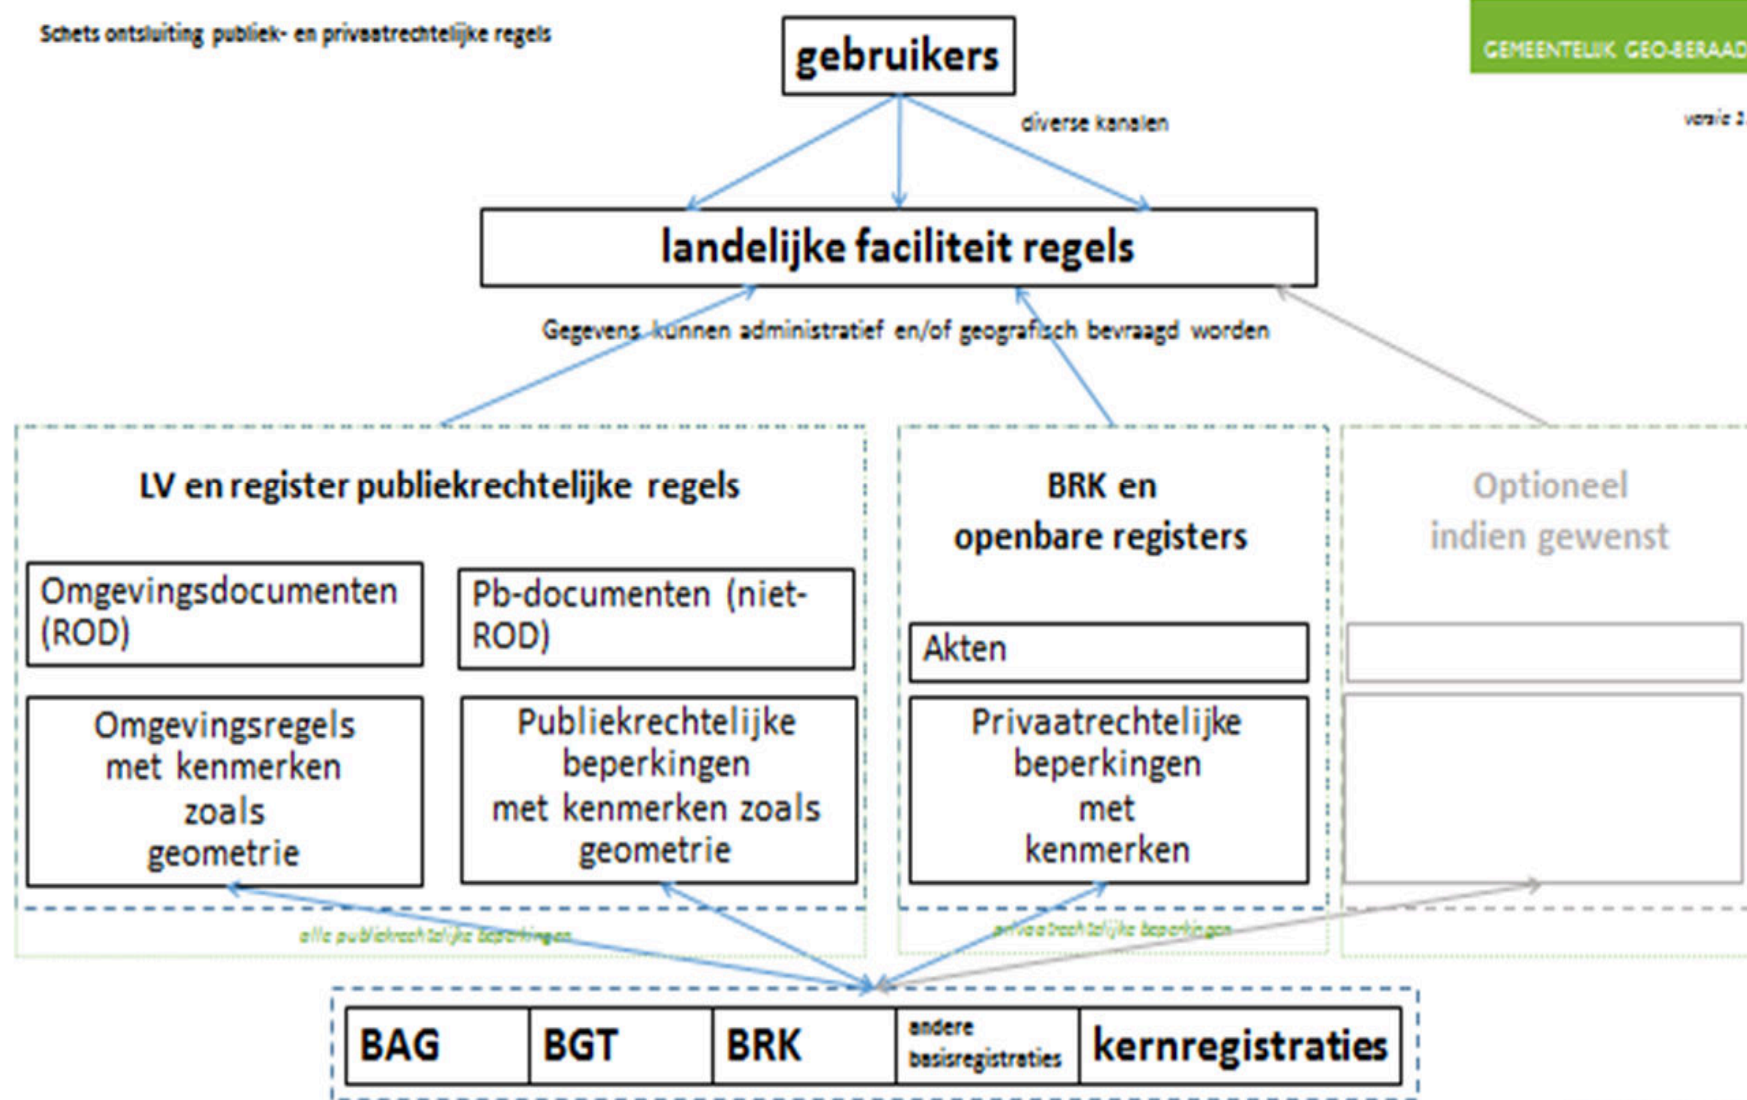 Schets ontsluiting publiek- en privaatrechtelijke regels
gebruikers
GEMEENTELIJK GEO-BERAAD
diverse kanalen
versie
landelijke faciliteit regels
Gegevens kunnen administratief en/of geografisch bevraagd worden
LV en register publiekrechtelijke regels
BRK en
openbare registers
Optioneel
indien gewenst
Omgevingsdocumenten
(ROD)
Pb-documenten (niet-
ROD)
Akten
Omgevingsregels
met kenmerken
zoals
geometrie
Publiekrechtelijke
beperkingen
met kenmerken zoals
geometrie
Privaatrechtelijke
beperkingen
met
kenmerken
alle publiekrechtelijke beperkingen
privaatrechtelijke beperkingen
BAG
BGT
BRK
andere
basisregistraties
kernregistraties